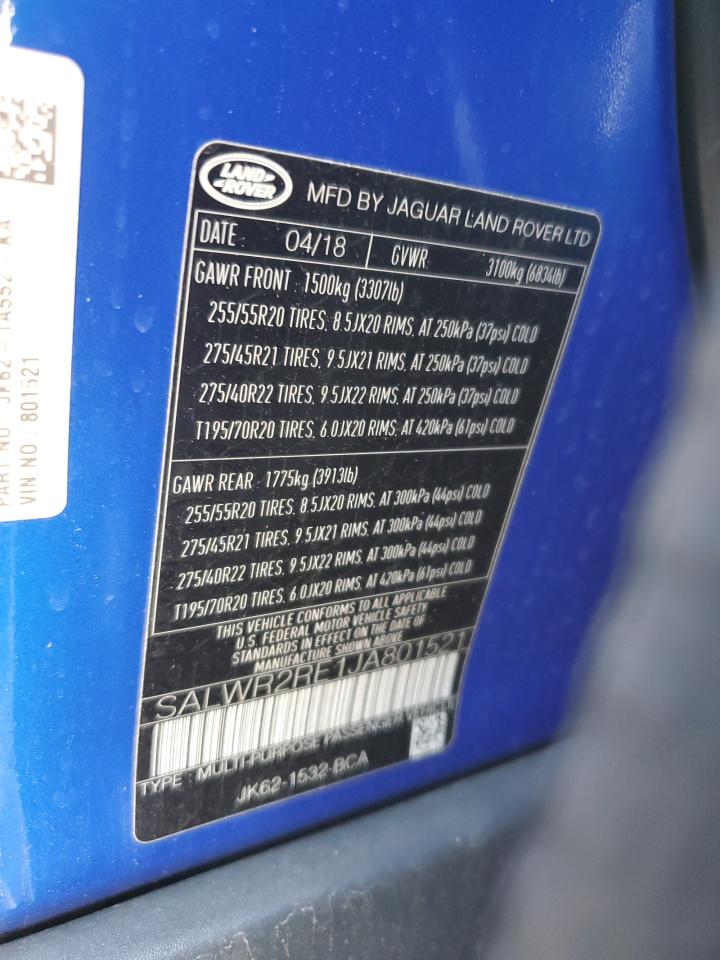 LAND ROVER
MFD BY JAGUAR LAND ROVER LTD
DATE: 04/18 GVWR 3100kg (6834lb)
GAWR FRONT: 1500kg (3307lb)
255/55R20 TIRES, 8.5JX20 RIMS, AT 250kPa (37psi) COLD
275/45R21 TIRES, 9.5JX21 RIMS, AT 250kPa (37psi) COLD
275/40R22 TIRES, 9.5JX22 RIMS, AT 250kPa (37psi) COLD
T195/70R20 TIRES, 6.0JX20 RIMS, AT 420kPa (61psi) COLD
GAWR REAR: 1775kg (3913lb)
255/55R20 TIRES, 8.5JX20 RIMS, AT 300kPa (44psi) COLD
275/45R21 TIRES, 9.5JX21 RIMS, AT 300kPa (44psi) COLD
275/40R22 TIRES, 9.5JX22 RIMS, AT 300kPa (44psi) COLD
T195/70R20 TIRES, 6.0JX20 RIMS, AT 420kPa (61psi) COLD
THIS VEHICLE CONFORMS TO ALL APPLICABLE
U.S. FEDERAL MOTOR VEHICLE SAFETY
STANDARDS IN EFFECT ON THE DATE OF
MANUFACTURE SHOWN ABOVE
SALWR2RE1JA801521
TYPE: MULTI-PURPOSE PASSENGER VEHICLE
JK62-1532-BCA
PART NO: JK62-1A552-KA
VIN NO: 801521